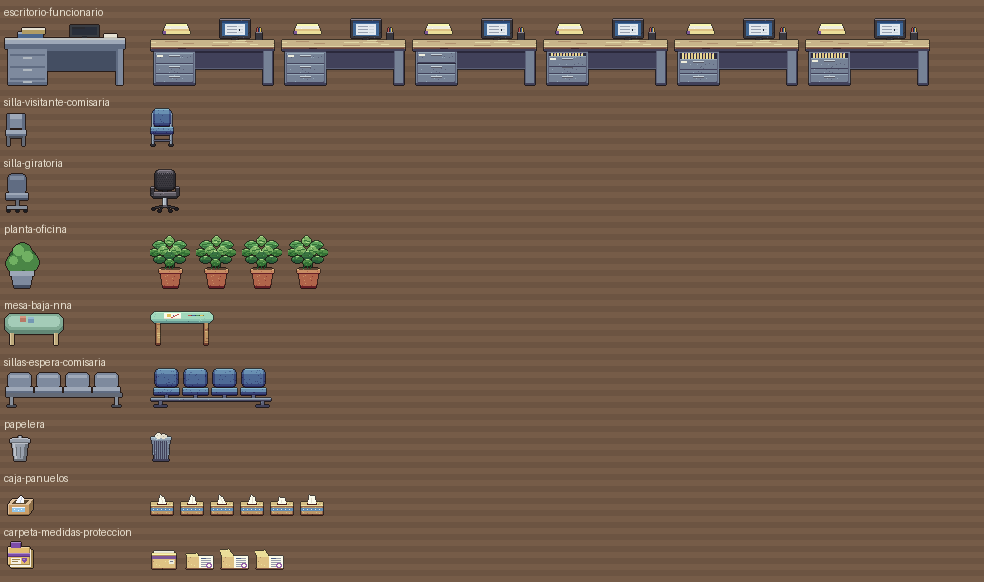 escritorio-funcionario
silla-visitante-comisaria
silla-giratoria
planta-oficina
mesa-baja-nna
sillas-espera-comisaria
papelera
caja-panuelos
carpeta-medidas-proteccion